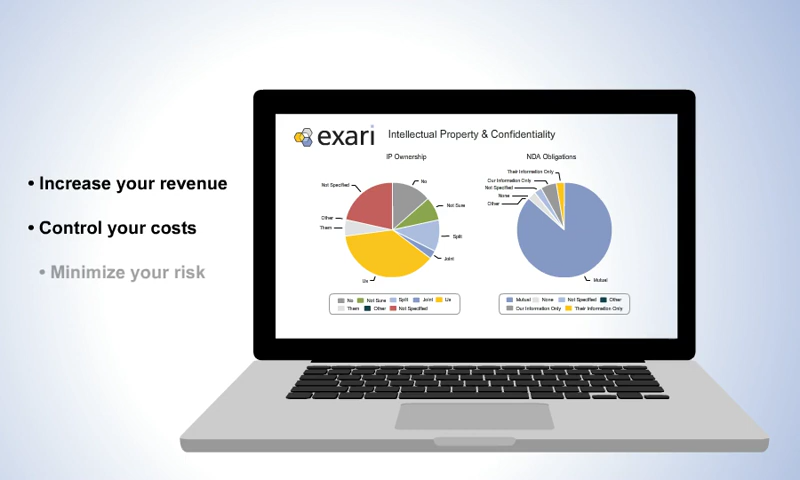 • Increase your revenue
• Control your costs
• Minimize your risk
exari
Intellectual Property & Confidentiality
IP Ownership
No
Not Sure
Split
Joint
Us
Them
Other
Not Specified
No Not Sure Split Joint Us
Them Other Not Specified
NDA Obligations
Their Information Only
Our Information Only
Not Specified
None
Other
Mutual
Mutual None Not Specified Other
Our Information Only Their Information Only